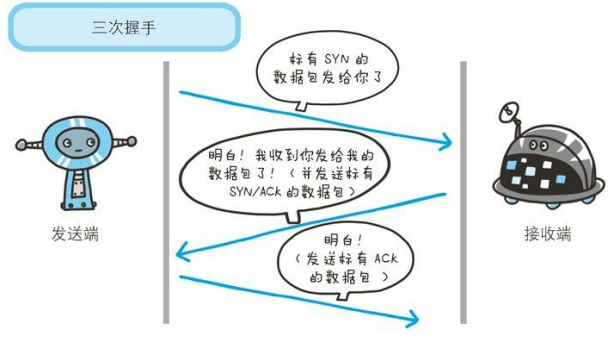 三次握手
标有 SYN 的
数据包发给你了
明白！我收到你发给我的
数据包了！（并发送标有
SYN/ACK 的数据包）
发送端
接收端
明白！
（发送标有 ACK
的数据包 ）